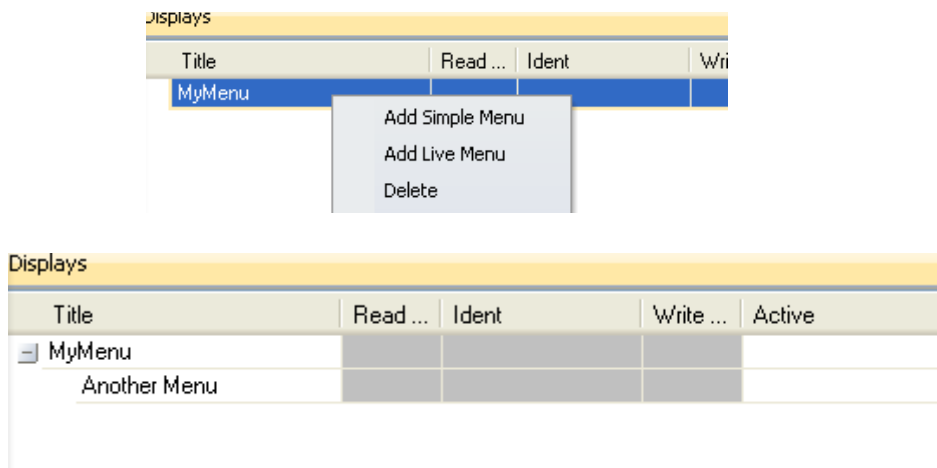 Displays
Title Read ... Ident Wri
MyMenu
Add Simple Menu
Add Live Menu
Delete
Displays
Title Read ... Ident Write ... Active
MyMenu
Another Menu